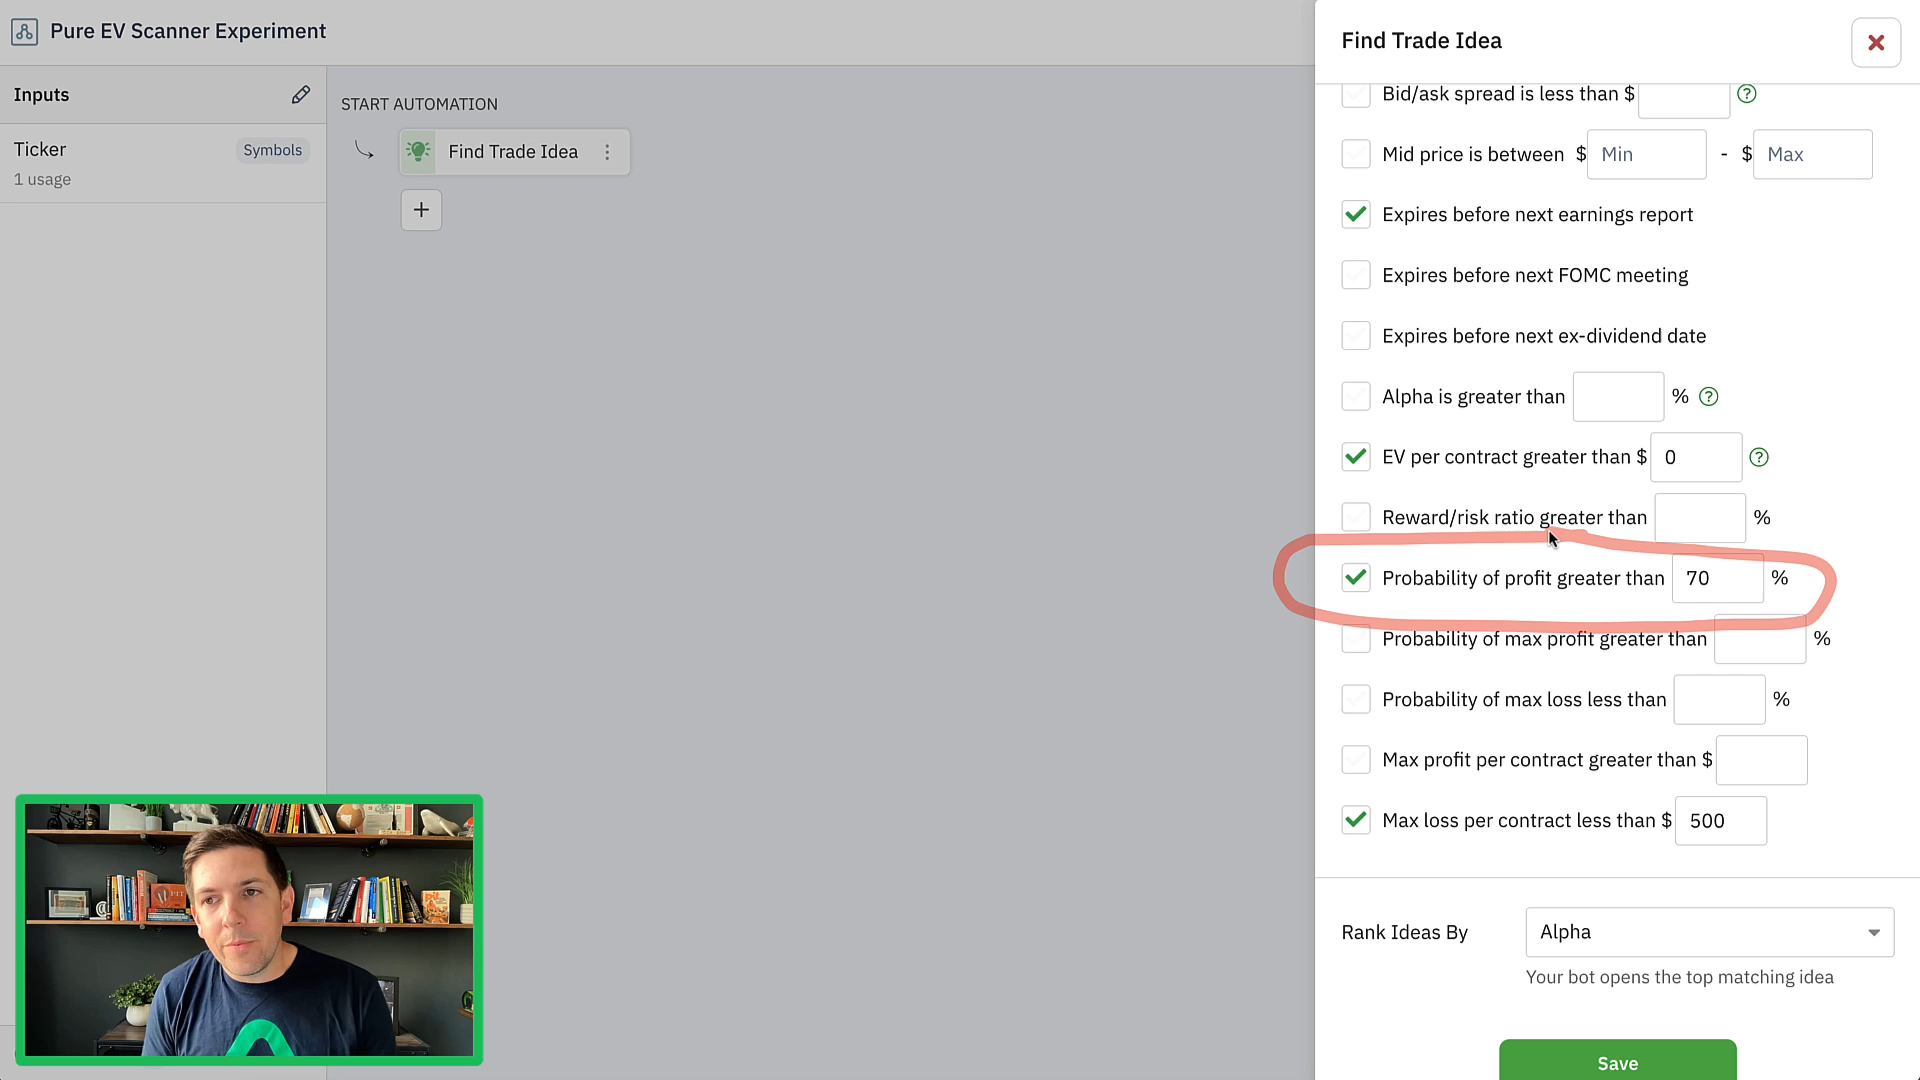 Pure EV Scanner Experiment
Inputs
Ticker
Symbols
1 usage
START AUTOMATION
Find Trade Idea
Find Trade Idea
Bid/ask spread is less than $
Mid price is between $ Min - $ Max
Expires before next earnings report
Expires before next FOMC meeting
Expires before next ex-dividend date
Alpha is greater than %
EV per contract greater than $ 0
Reward/risk ratio greater than %
Probability of profit greater than 70 %
Probability of max profit greater than %
Probability of max loss less than %
Max profit per contract greater than $
Max loss per contract less than $ 500
Rank Ideas By Alpha
Your bot opens the top matching idea
Save